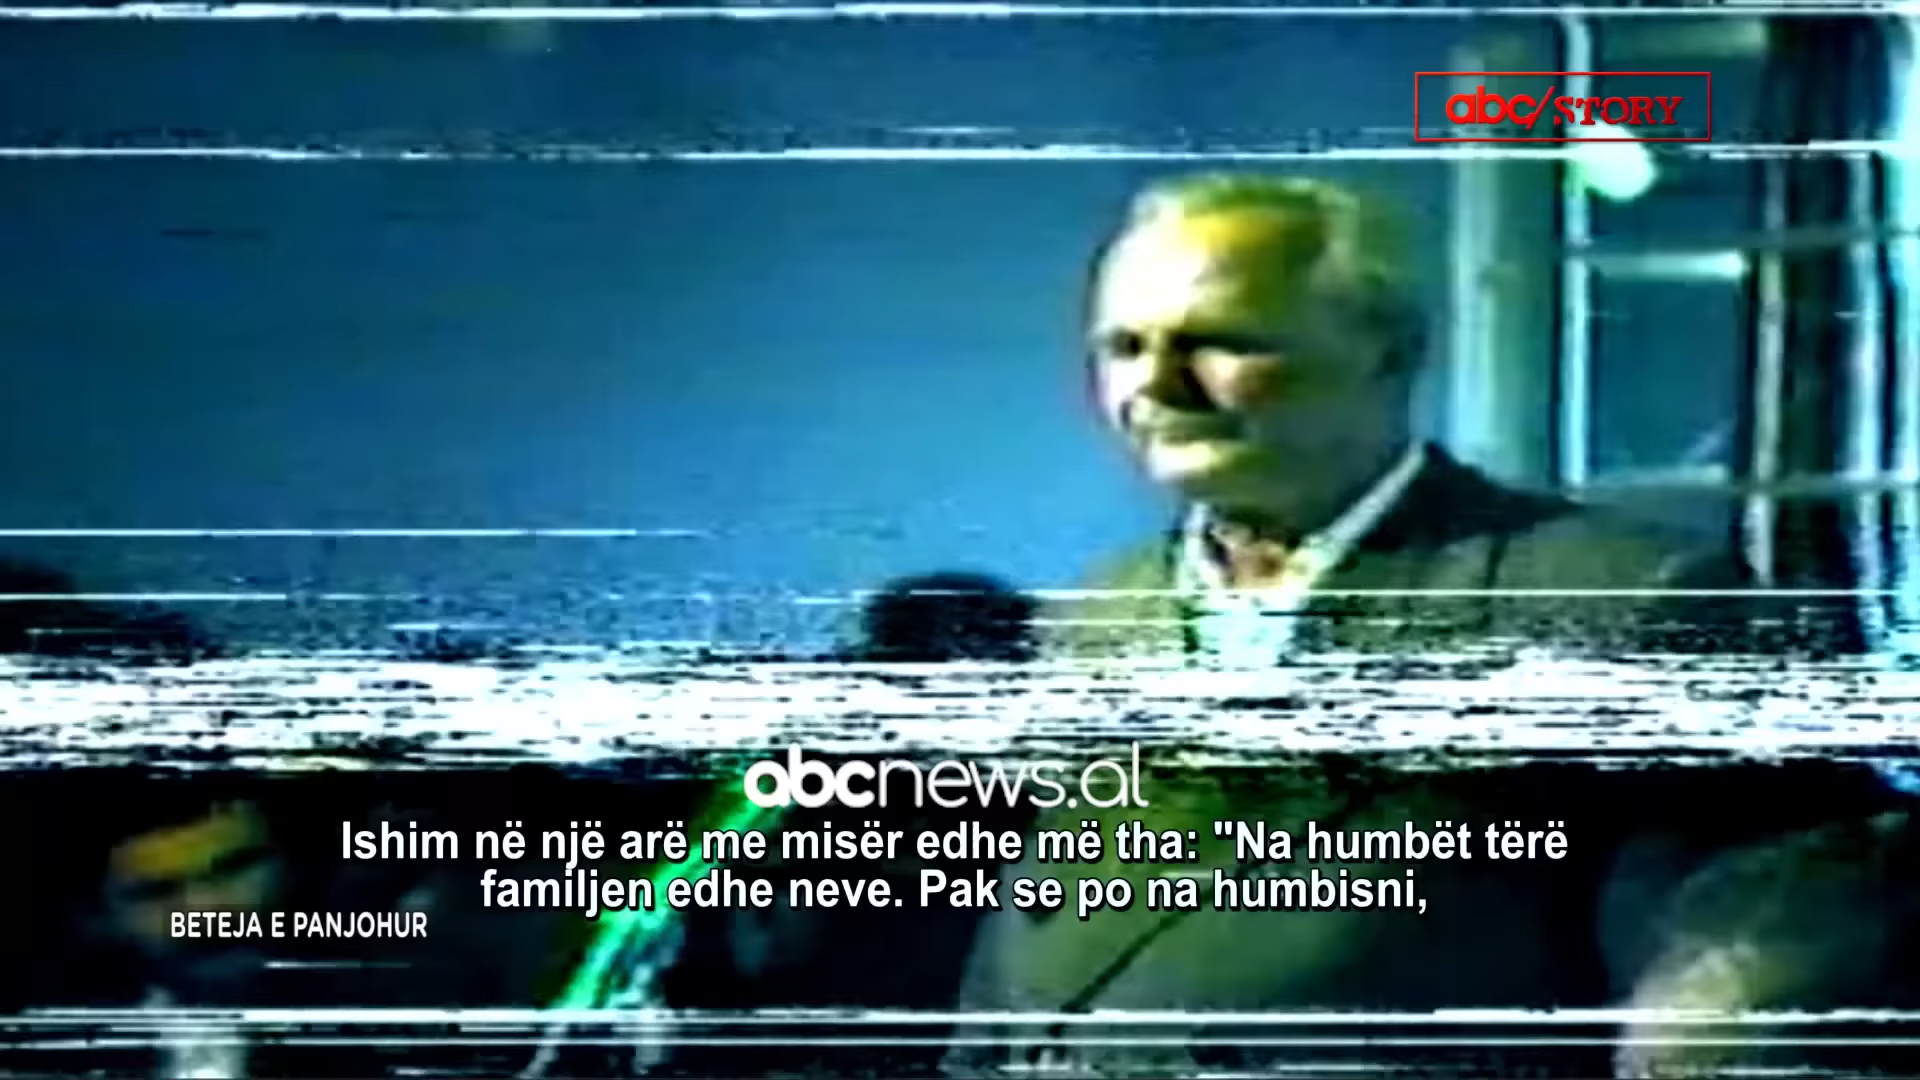 abc/STORY
abcnews.al
Ishim në një arë me misër edhe më tha: "Na humbët tërë
familjen edhe neve. Pak se po na humbisni,
BETEJA E PANJOHUR